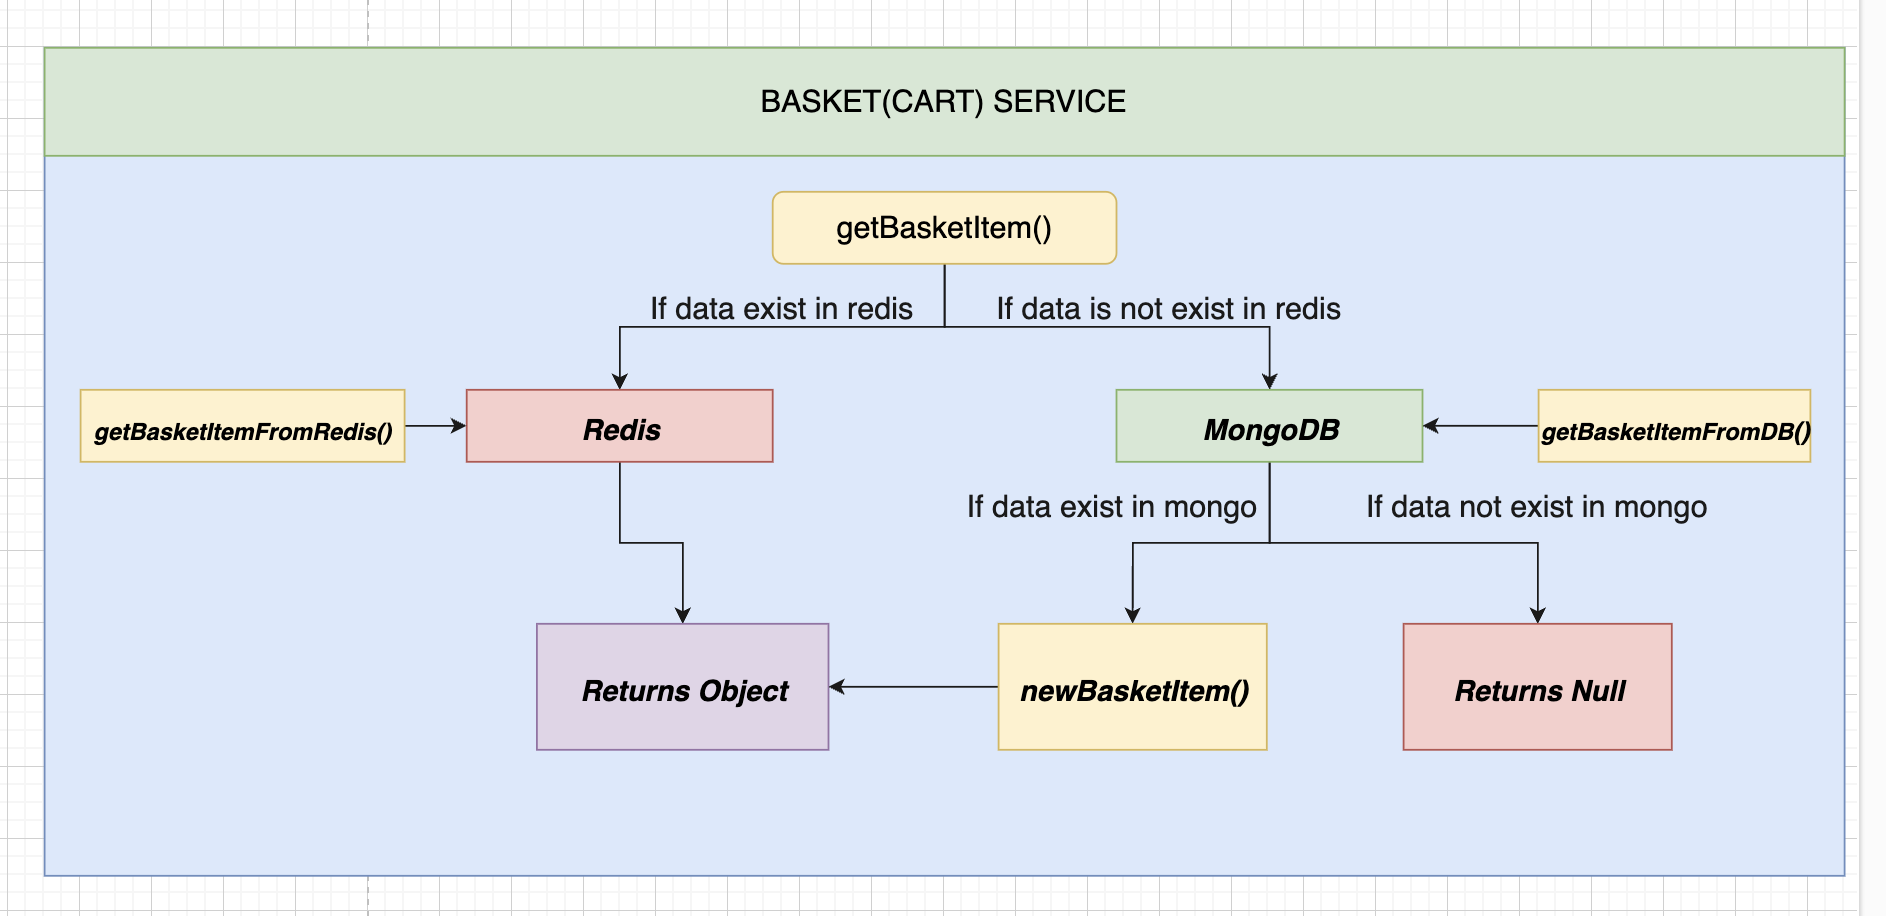 BASKET(CART) SERVICE
getBasketItem()
If data exist in redis
If data is not exist in redis
getBasketItemFromRedis()
Redis
MongoDB
getBasketItemFromDB()
If data exist in mongo
If data not exist in mongo
Returns Object
newBasketItem()
Returns Null